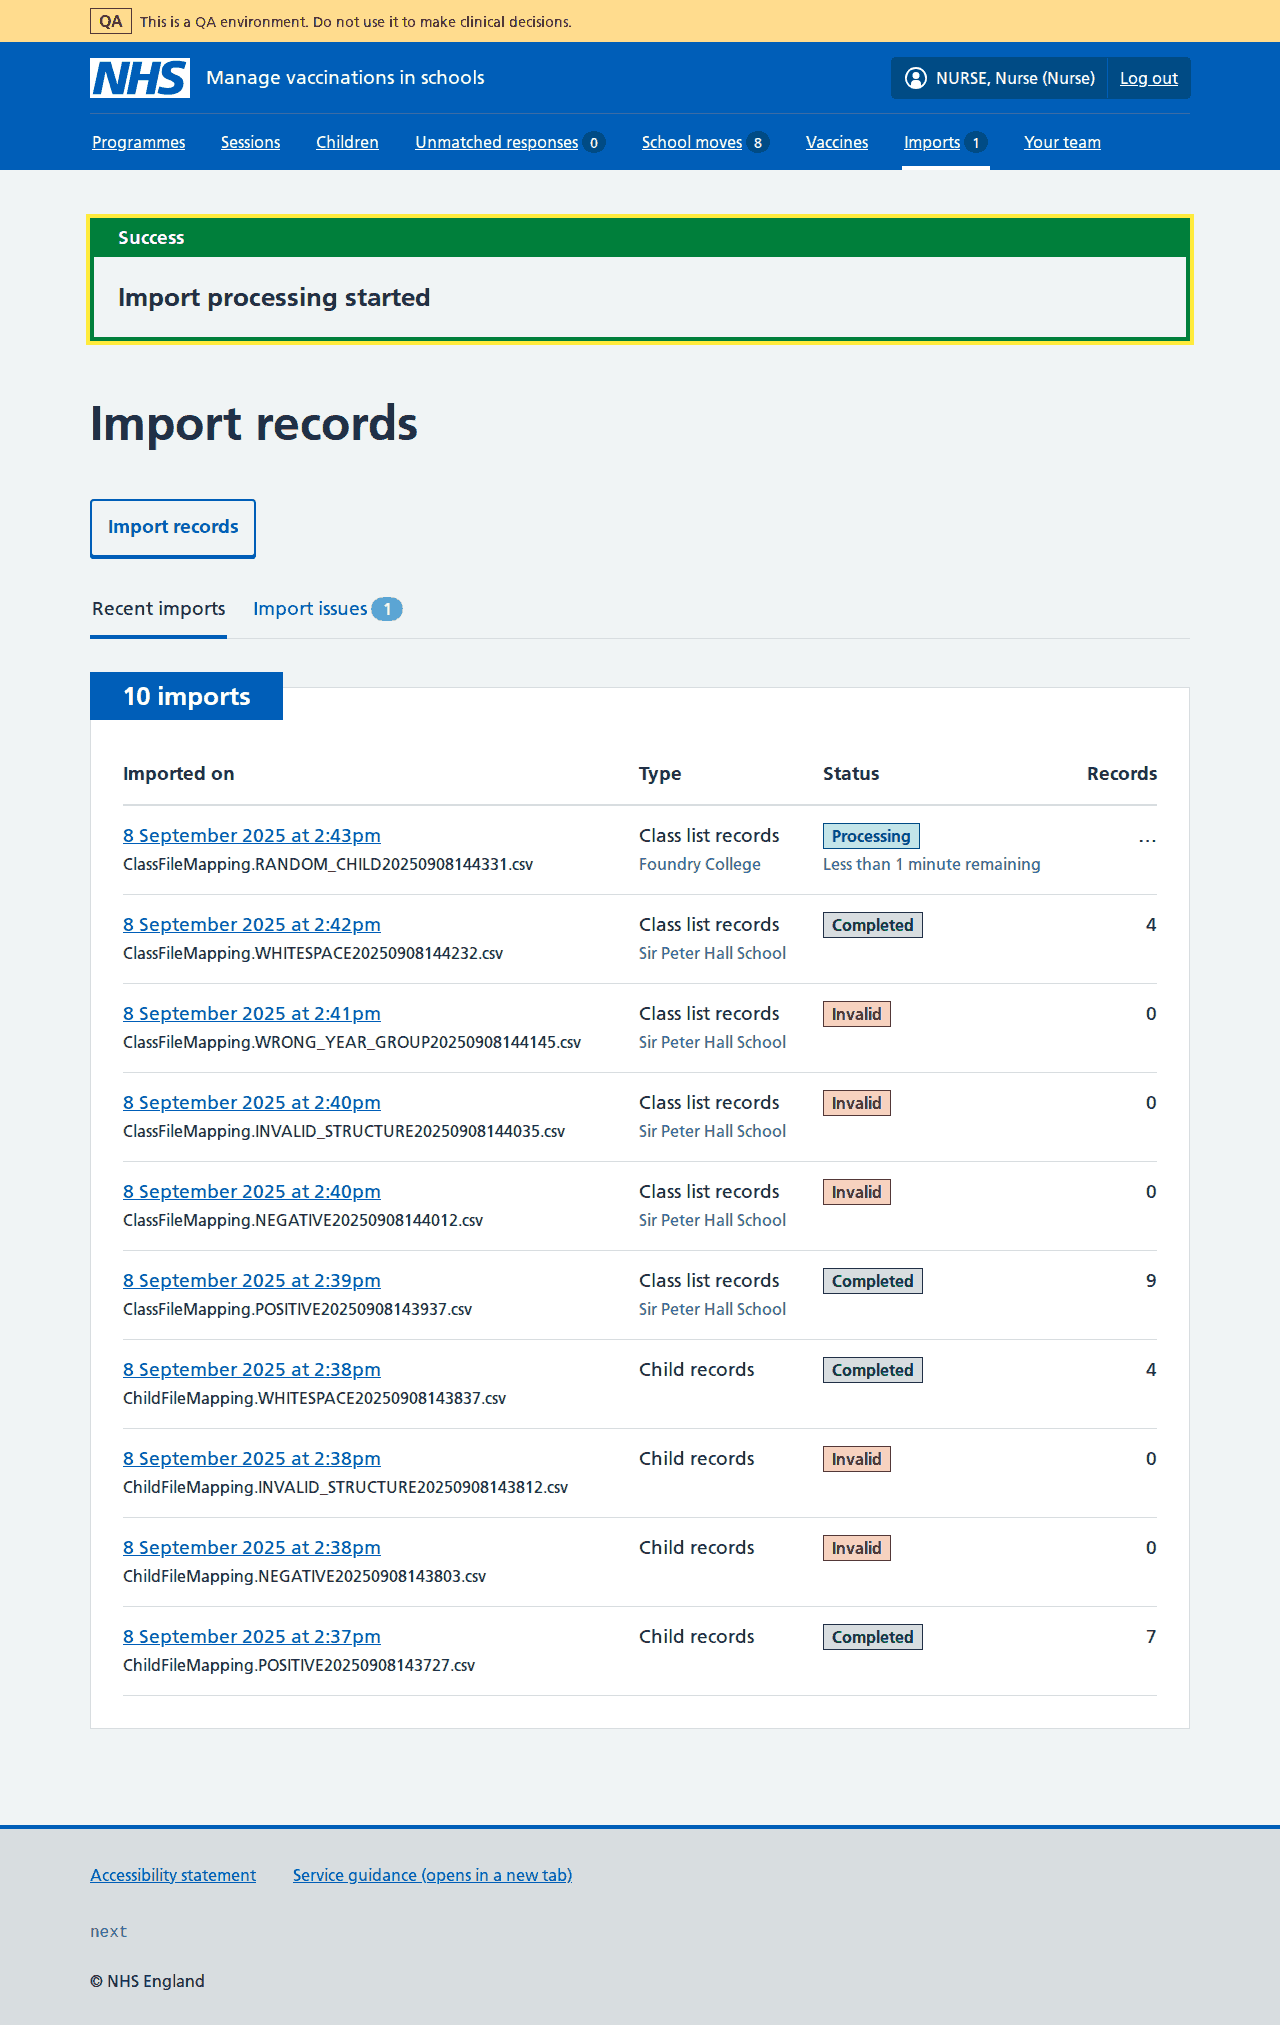 QA This is a QA environment. Do not use it to make clinical decisions.
NHS Manage vaccinations in schools NURSE, Nurse (Nurse) Log out
Programmes Sessions Children Unmatched responses 0 School moves 8 Vaccines Imports 1 Your team
Success
Import processing started
Import records
Import records
Recent imports Import issues 1
10 imports
Imported on Type Status Records
8 September 2025 at 2:43pm Class list records Processing ...
ClassFileMapping.RANDOM_CHILD20250908144331.csv Foundry College Less than 1 minute remaining
8 September 2025 at 2:42pm Class list records Completed 4
ClassFileMapping.WHITESPACE20250908144232.csv Sir Peter Hall School
8 September 2025 at 2:41pm Class list records Invalid 0
ClassFileMapping.WRONG_YEAR_GROUP20250908144145.csv Sir Peter Hall School
8 September 2025 at 2:40pm Class list records Invalid 0
ClassFileMapping.INVALID_STRUCTURE20250908144035.csv Sir Peter Hall School
8 September 2025 at 2:40pm Class list records Invalid 0
ClassFileMapping.NEGATIVE20250908144012.csv Sir Peter Hall School
8 September 2025 at 2:39pm Class list records Completed 9
ClassFileMapping.POSITIVE20250908143937.csv Sir Peter Hall School
8 September 2025 at 2:38pm Child records Completed 4
ChildFileMapping.WHITESPACE20250908143837.csv
8 September 2025 at 2:38pm Child records Invalid 0
ChildFileMapping.INVALID_STRUCTURE20250908143812.csv
8 September 2025 at 2:38pm Child records Invalid 0
ChildFileMapping.NEGATIVE20250908143803.csv
8 September 2025 at 2:37pm Child records Completed 7
ChildFileMapping.POSITIVE20250908143727.csv
Accessibility statement Service guidance (opens in a new tab)
next
© NHS England